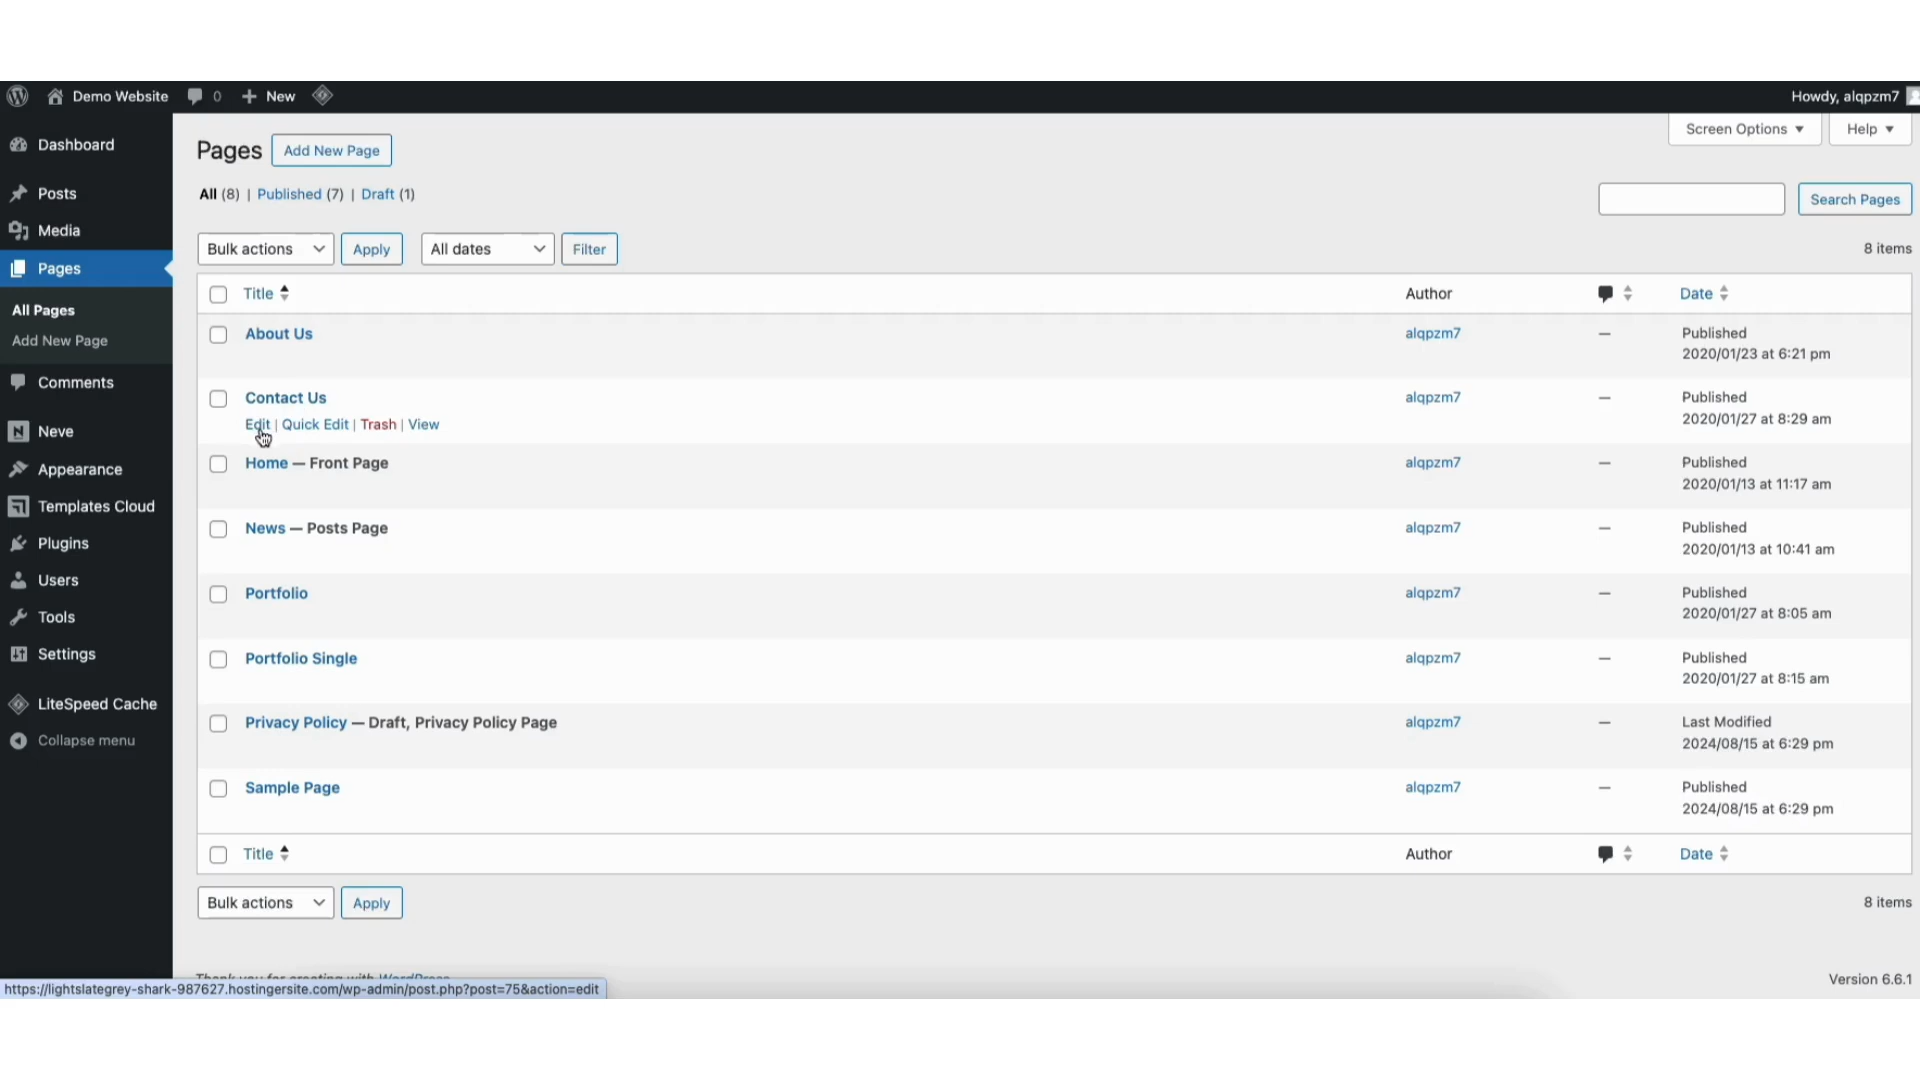 Demo Website 0 New Howdy, alqpzm7
Screen Options Help
Dashboard
Posts
Media
Pages
All Pages
Add New Page
Comments
Neve
Appearance
Templates Cloud
Plugins
Users
Tools
Settings
LiteSpeed Cache
Collapse menu
Pages Add New Page
All (8) | Published (7) | Draft (1)
Search Pages
Bulk actions Apply All dates Filter 8 items
Title Author Date
About Us alqpzm7 — Published
2020/01/23 at 6:21 pm
Contact Us alqpzm7 — Published
2020/01/27 at 8:29 am
Edit | Quick Edit | Trash | View
Home — Front Page alqpzm7 — Published
2020/01/13 at 11:17 am
News — Posts Page alqpzm7 — Published
2020/01/13 at 10:41 am
Portfolio alqpzm7 — Published
2020/01/27 at 8:05 am
Portfolio Single alqpzm7 — Published
2020/01/27 at 8:15 am
Privacy Policy — Draft, Privacy Policy Page alqpzm7 — Last Modified
2024/08/15 at 6:29 pm
Sample Page alqpzm7 — Published
2024/08/15 at 6:29 pm
Title Author Date
Bulk actions Apply 8 items
Thank you for creating with WordPress Version 6.6.1
https://lightslategrey-shark-987627.hostingersite.com/wp-admin/post.php?post=75&action=edit